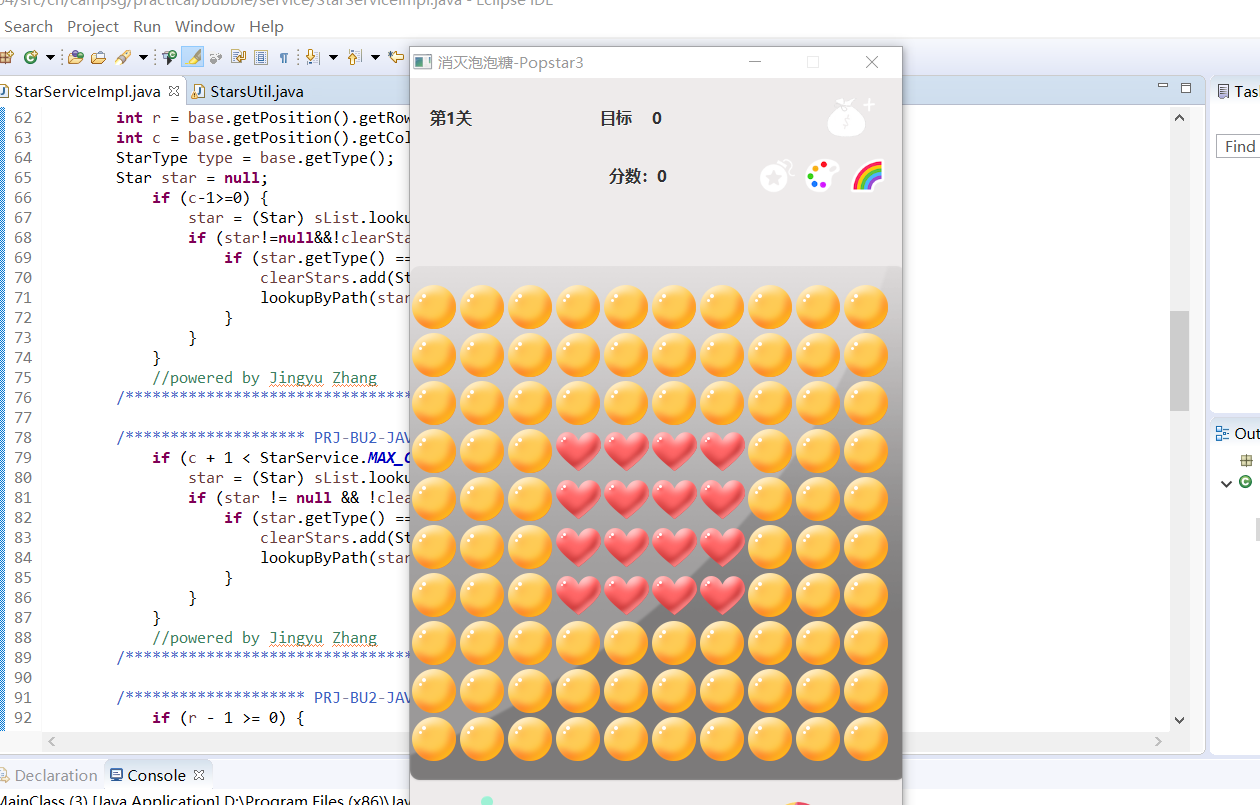 04/src/cn/campsg/practical/bubble/service/StarServiceImpl.java - Eclipse IDE
Search Project Run Window Help
StarServiceImpl.java
StarsUtil.java
62 int r = base.getPosition().getRow
63 int c = base.getPosition().getCol
64 StarType type = base.getType();
65 Star star = null;
66 if (c-1>=0) {
67 star = (Star) sList.looku
68 if (star!=null&&!clearSta
69 if (star.getType() ==
70 clearStars.add(St
71 lookupByPath(star
72 }
73 }
74 }
75 //powered by Jingyu Zhang
76 /********************************
77
78 /******************** PRJ-BU2-JAV
79 if (c + 1 < StarService.MAX_C
80 star = (Star) sList.looku
81 if (star != null && !clea
82 if (star.getType() ==
83 clearStars.add(St
84 lookupByPath(star
85 }
86 }
87 }
88 //powered by Jingyu Zhang
89 /********************************
90
91 /******************** PRJ-BU2-JAV
92 if (r - 1 >= 0) {
消灭泡泡糖-Popstar3
第1关
目标 0
分数: 0
Tas
Find
Out
Declaration
Console
MainClass (3) [Java Application] D:\Program Files (x86)\Jav